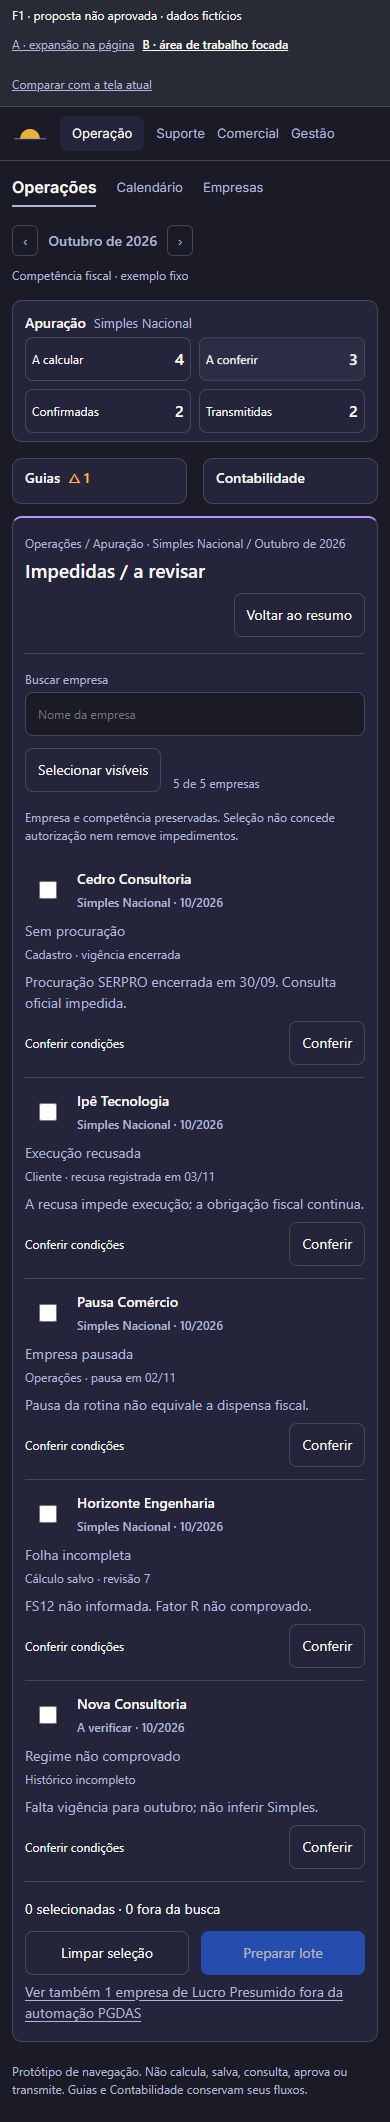 F1 · proposta não aprovada · dados fictícios
A · expansão na página B · área de trabalho focada
Comparar com a tela atual
Operação Suporte Comercial Gestão
Operações Calendário Empresas
‹ Outubro de 2026 ›
Competência fiscal · exemplo fixo
Apuração Simples Nacional
A calcular 4 A conferir 3
Confirmadas 2 Transmitidas 2
Guias △ 1 Contabilidade
Operações / Apuração · Simples Nacional / Outubro de 2026
Impedidas / a revisar
Voltar ao resumo
Buscar empresa
Nome da empresa
Selecionar visíveis 5 de 5 empresas
Empresa e competência preservadas. Seleção não concede
autorização nem remove impedimentos.
Cedro Consultoria
Simples Nacional · 10/2026
Sem procuração
Cadastro · vigência encerrada
Procuração SERPRO encerrada em 30/09. Consulta
oficial impedida.
Conferir condições Conferir
Ipê Tecnologia
Simples Nacional · 10/2026
Execução recusada
Cliente · recusa registrada em 03/11
A recusa impede execução; a obrigação fiscal continua.
Conferir condições Conferir
Pausa Comércio
Simples Nacional · 10/2026
Empresa pausada
Operações · pausa em 02/11
Pausa da rotina não equivale a dispensa fiscal.
Conferir condições Conferir
Horizonte Engenharia
Simples Nacional · 10/2026
Folha incompleta
Cálculo salvo · revisão 7
FS12 não informada. Fator R não comprovado.
Conferir condições Conferir
Nova Consultoria
A verificar · 10/2026
Regime não comprovado
Histórico incompleto
Falta vigência para outubro; não inferir Simples.
Conferir condições Conferir
0 selecionadas · 0 fora da busca
Limpar seleção Preparar lote
Ver também 1 empresa de Lucro Presumido fora da
automação PGDAS
Protótipo de navegação. Não calcula, salva, consulta, aprova ou
transmite. Guias e Contabilidade conservam seus fluxos.